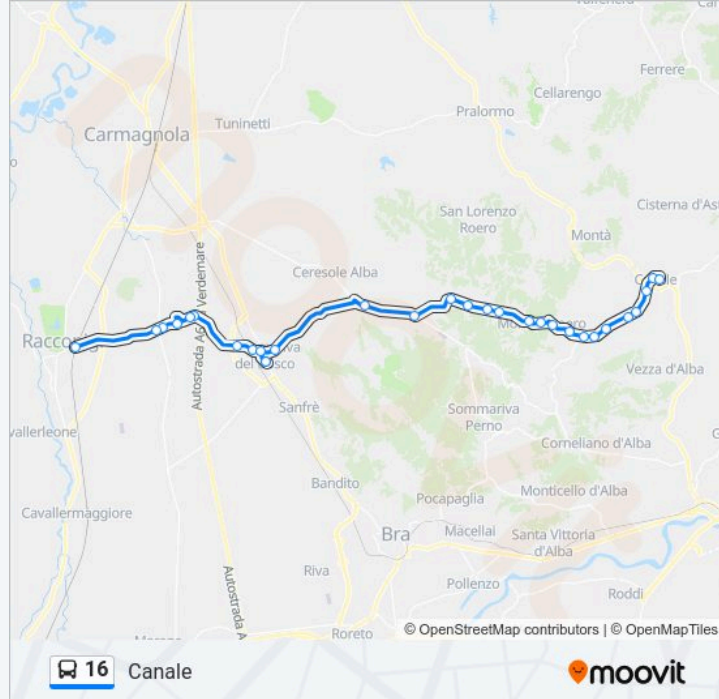 Ferrere
Cellarengo
Pralormo
Tuninetti
Carmagnola
Cisterna d'Ast
San Lorenzo
Roero
Montà
Ceresole Alba
Autostrada A6
Verdemare
Vezza d'Alba
Sanfrè
Sommariva
Perno
Corneliano d'Alba
Bandito
Monticello d'Alba
Pocapaglia
Cavallermaggiore
Bra
Macellai
Santa Vittoria
d'Alba
Riva
Pollenzo
Roddi
Autostrada A
Roreto
© OpenStreetMap contributors | © OpenMapTiles
16 Canale
moovit